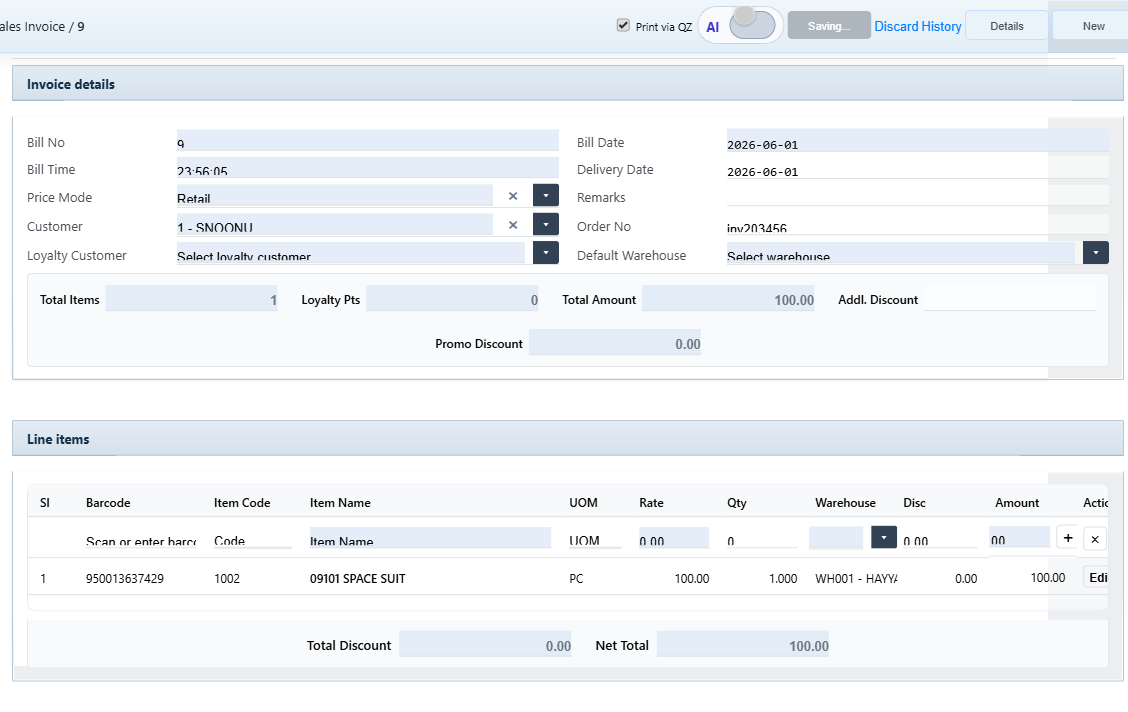 ales Invoice / 9
Print via QZ AI Saving... Discard History Details New
Invoice details
Bill No 9 Bill Date 2026-06-01
Bill Time 23:56:05 Delivery Date 2026-06-01
Price Mode Retail × Remarks
Customer 1 - SNOONU × Order No inv203456
Loyalty Customer Select loyalty customer Default Warehouse Select warehouse
Total Items 1 Loyalty Pts 0 Total Amount 100.00 Addl. Discount
Promo Discount 0.00
Line items
Sl Barcode Item Code Item Name UOM Rate Qty Warehouse Disc Amount Actio
Scan or enter barco Code Item Name UOM 0.00 0 0.00 00 + ×
1 950013637429 1002 09101 SPACE SUIT PC 100.00 1.000 WH001 - HAYYA 0.00 100.00 Edi
Total Discount 0.00 Net Total 100.00